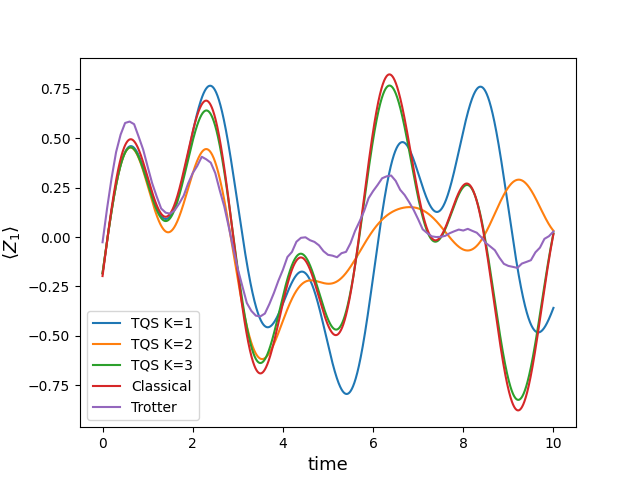 0.75
0.50
0.25
0.00
−0.25
−0.50
−0.75
⟨Z₁⟩
TQS K=1
TQS K=2
TQS K=3
Classical
Trotter
0 2 4 6 8 10
time